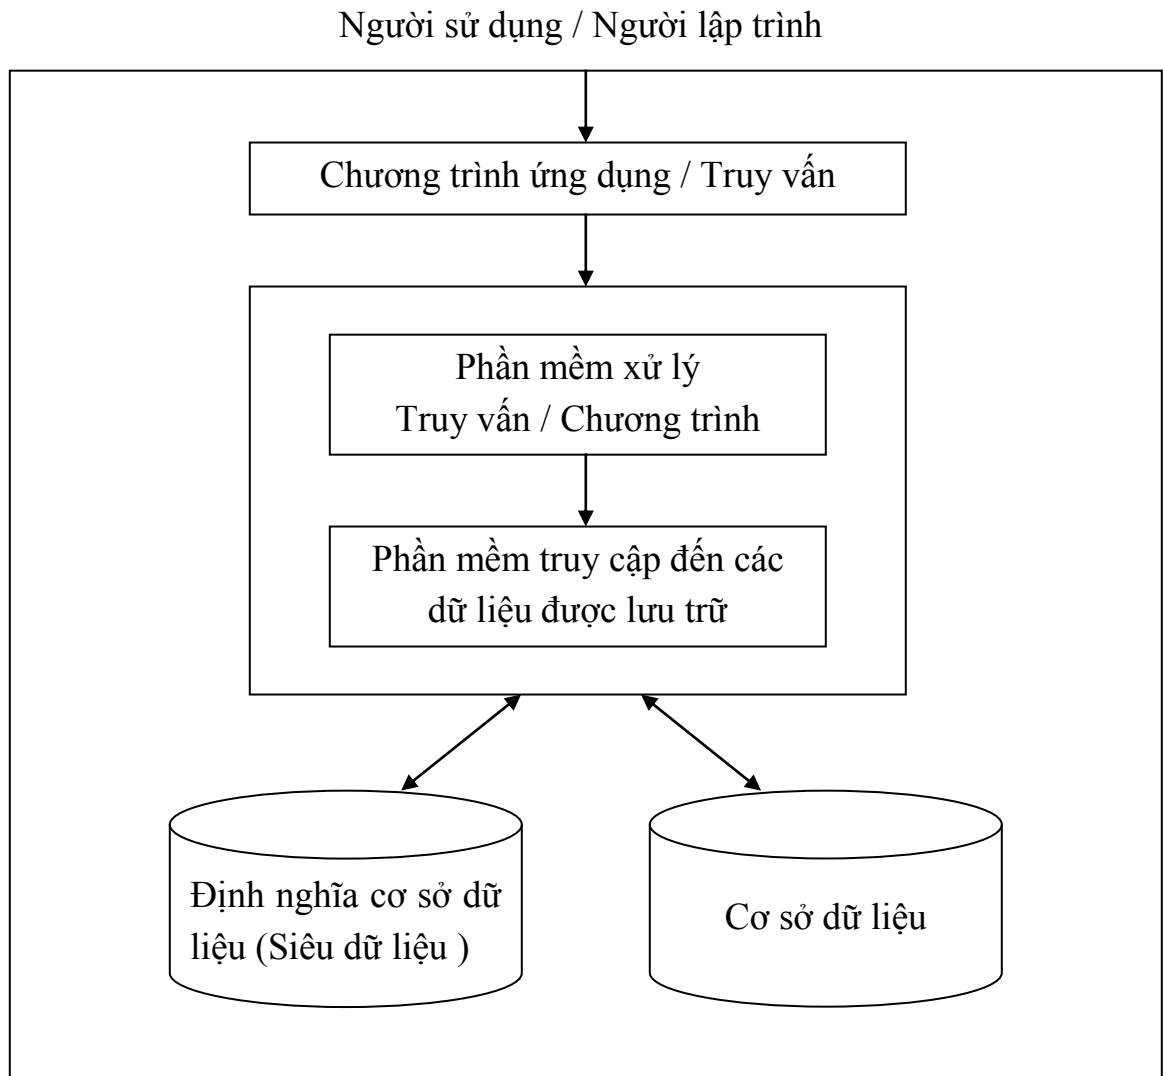 Người sử dụng / Người lập trình
Chương trình ứng dụng / Truy vấn
Phần mềm xử lý
Truy vấn / Chương trình
Phần mềm truy cập đến các
dữ liệu được lưu trữ
Định nghĩa cơ sở dữ
liệu (Siêu dữ liệu )
Cơ sở dữ liệu